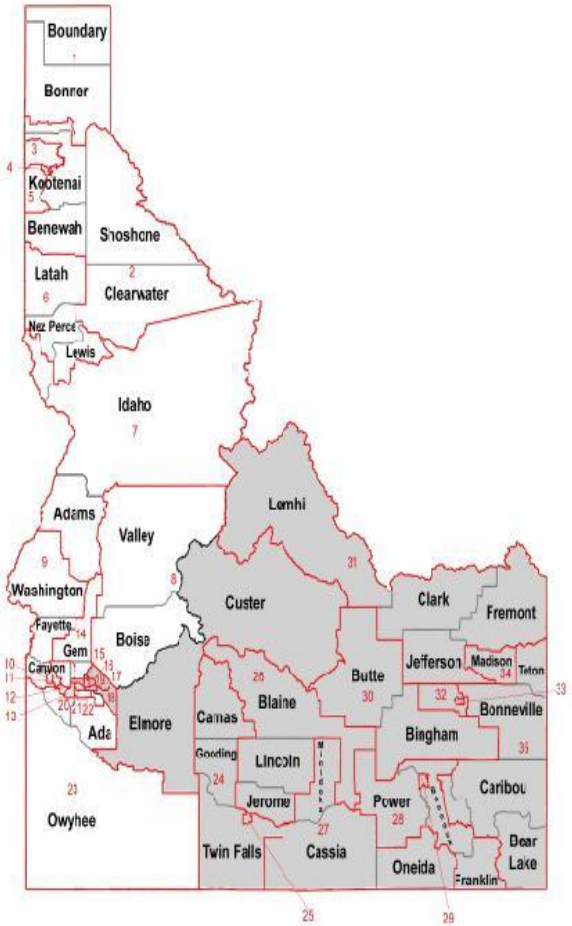 Boundary
1
Bonner
3
4
Kootenai
5
Benewah
Shoshone
Latah
2
6
Clearwater
Nez Perce
Lewis
Idaho
7
Lemhi
Adams
Valley
9
31
8
Washington
Custer
Clark
Fremont
Fayette
14
Boise
Gem
15
Jefferson
Madison
34
Teton
10
Canyon
16
26
Butte
11
17
30
32
33
12
19
Blaine
Bonneville
13
20
21
22
18
Elmore
Camas
Bingham
Ada
Gooding
Lincoln
Minidoka
35
24
Caribou
23
Jerome
Power
Owyhee
27
28
Twin Falls
Cassia
Bear
Lake
Oneida
Franklin
25
29